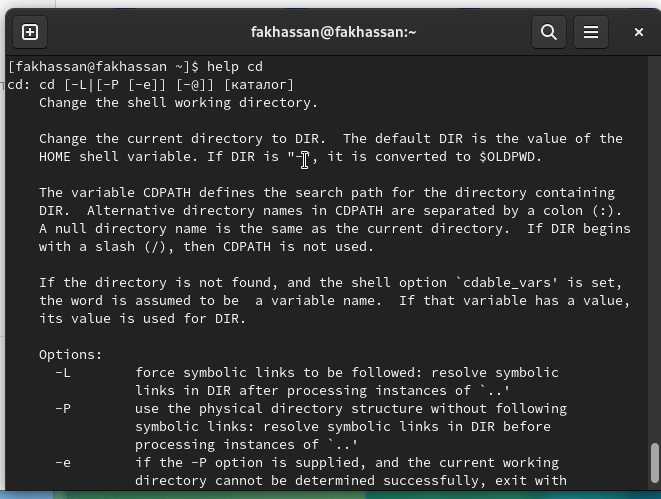 fakhassan@fakhassan:~
[fakhassan@fakhassan ~]$ help cd
cd: cd [-L|[-P [-e]] [-@]] [каталог]
Change the shell working directory.
Change the current directory to DIR.  The default DIR is the value of the
HOME shell variable. If DIR is "-", it is converted to $OLDPWD.
The variable CDPATH defines the search path for the directory containing
DIR.  Alternative directory names in CDPATH are separated by a colon (:).
A null directory name is the same as the current directory.  If DIR begins
with a slash (/), then CDPATH is not used.
If the directory is not found, and the shell option `cdable_vars' is set,
the word is assumed to be  a variable name.  If that variable has a value,
its value is used for DIR.
Options:
-L        force symbolic links to be followed: resolve symbolic
links in DIR after processing instances of `..'
-P        use the physical directory structure without following
symbolic links: resolve symbolic links in DIR before
processing instances of `..'
-e        if the -P option is supplied, and the current working
directory cannot be determined successfully, exit with